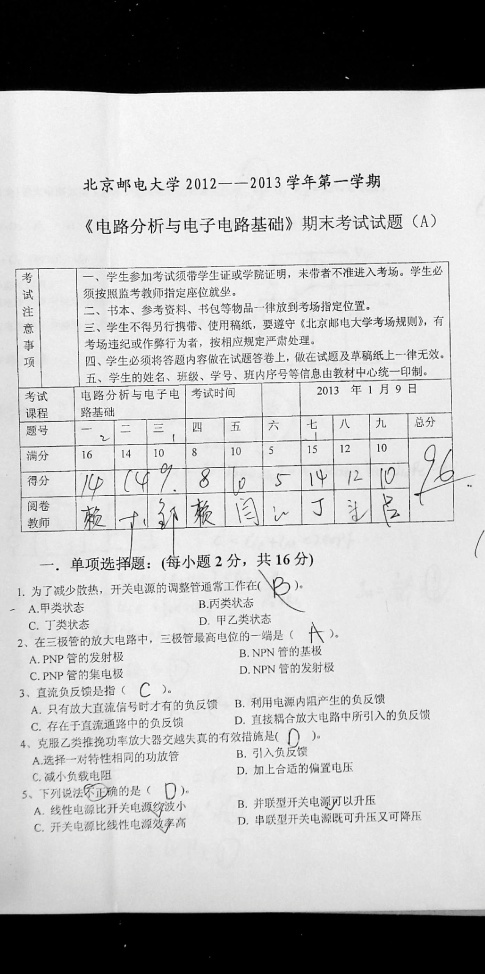 北京邮电大学 2012——2013 学年第一学期
《电路分析与电子电路基础》期末考试试题（A）
考试注意事项
一、学生参加考试须带学生证或学院证明，未带者不准进入考场。学生必
须按照监考教师指定座位就坐。
二、书本、参考资料、书包等物品一律放到考场指定位置。
三、学生不得另行携带、使用稿纸，要遵守《北京邮电大学考场规则》，有
考场违纪或作弊行为者，按相应规定严肃处理。
四、学生必须将答题内容做在试题答卷上，做在试题及草稿纸上一律无效。
五、学生的姓名、班级、学号、班内序号等信息由教材中心统一印制。
考试课程 电路分析与电子电路基础 考试时间 2013 年 1 月 9 日
题号 一 二 三 四 五 六 七 八 九 总分
2 1 1
满分 16 14 10 8 10 5 15 12 10
得分 14 14 9 8 10 5 14 12 10 96
阅卷教师
一．单项选择题：(每小题 2 分，共 16 分)
1. 为了减少散热，开关电源的调整管通常工作在( B )。
A.甲类状态 B.丙类状态
C. 丁类状态 D. 甲乙类状态
2、在三极管的放大电路中，三极管最高电位的一端是（ A ）。
A. PNP 管的发射极 B. NPN 管的基极
C. PNP 管的集电极 D. NPN 管的发射极
3、直流负反馈是指（ C ）。
A. 只有放大直流信号时才有的负反馈 B. 利用电源内阻产生的负反馈
C. 存在于直流通路中的负反馈 D. 直接耦合放大电路中所引入的负反馈
4、克服乙类推挽功率放大器交越失真的有效措施是( D )。
A.选择一对特性相同的功放管 B. 引入负反馈
C. 减小负载电阻 D. 加上合适的偏置电压
5、下列说法不正确的是（ D ）。
A. 线性电源比开关电源纹波小 B. 并联型开关电源可以升压
C. 开关电源比线性电源效率高 D. 串联型开关电源既可升压又可降压